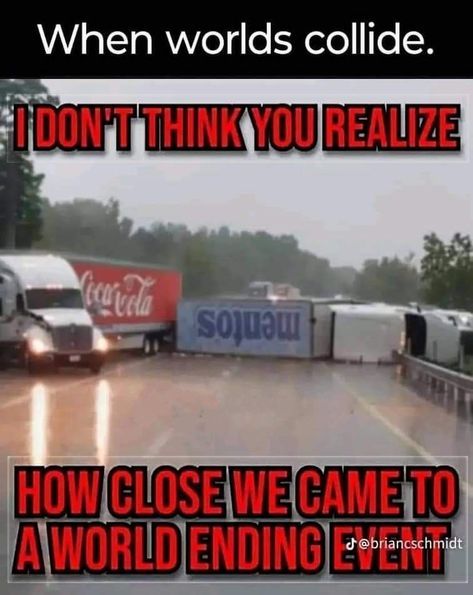 When worlds collide.
I DON'T THINK YOU REALIZE
Coca-Cola
mentos
HOW CLOSE WE CAME TO
A WORLD ENDING EVENT
@briancschmidt